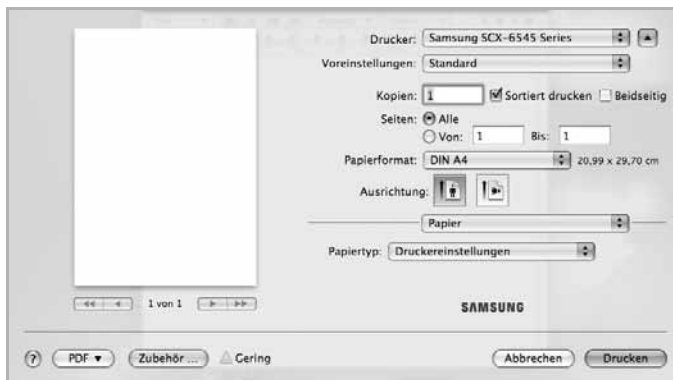 Drucker: Samsung SCX-6545 Series
Voreinstellungen: Standard
Kopien: 1 Sortiert drucken Beidseitig
Seiten: Alle
Von: 1 Bis: 1
Papierformat: DIN A4 20,99 x 29,70 cm
Ausrichtung:
Papier
Papiertyp: Druckereinstellungen
1 von 1
SAMSUNG
? PDF Zubehör ... Gering Abbrechen Drucken